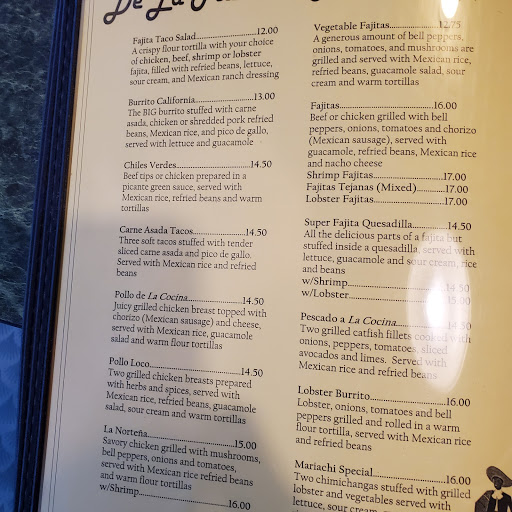 De La
Fajita Taco Salad..............................12.00
A crispy flour tortilla with your choice
of chicken, beef, shrimp or lobster
fajita, filled with refried beans, lettuce,
sour cream, and Mexican ranch dressing
Burrito California.....................13.00
The BIG burrito stuffed with carne
asada, chicken or shredded pork refried
beans, Mexican rice, and pico de gallo,
served with lettuce and guacamole
Chiles Verdes...........................14.50
Beef tips or chicken prepared in a
picante green sauce, served with
Mexican rice, refried beans and warm
tortillas
Carne Asada Tacos....................14.50
Three soft tacos stuffed with tender
sliced carne asada and pico de gallo.
Served with Mexican rice and refried
beans
Pollo de La Cocina.....................14.50
Juicy grilled chicken breast topped with
chorizo (Mexican sausage) and cheese,
served with Mexican rice, guacamole
salad and warm flour tortillas
Pollo Loco.................................14.50
Two grilled chicken breasts prepared
with herbs and spices, served with
Mexican rice, refried beans, guacamole
salad, sour cream and warm tortillas
La Norteña................................15.00
Savory chicken grilled with mushrooms,
bell peppers, onions and tomatoes,
served with Mexican rice refried beans
and warm flour tortillas
w/Shrimp.................................16.00
Vegetable Fajitas......................12.75
A generous amount of bell peppers,
onions, tomatoes, and mushrooms are
grilled and served with Mexican rice,
refried beans, guacamole salad, sour
cream and warm tortillas
Fajitas.......................................16.00
Beef or chicken grilled with bell
peppers, onions, tomatoes and chorizo
(Mexican sausage), served with
guacamole, refried beans, Mexican rice
and nacho cheese
Shrimp Fajitas...........................17.00
Fajitas Tejanas (Mixed)..............17.00
Lobster Fajitas...........................17.00
Super Fajita Quesadilla..............14.50
All the delicious parts of a fajita but
stuffed inside a quesadilla, served with
lettuce, guacamole and sour cream, rice
and beans
w/Shrimp..................................14.50
w/Lobster..................................15.00
Pescado a La Cocina..................14.50
Two grilled catfish fillets cooked with
onions, peppers, tomatoes, sliced
avocados and limes. Served with
Mexican rice and refried beans
Lobster Burrito..........................16.00
Lobster, onions, tomatoes and bell
peppers grilled and rolled in a warm
flour tortilla, served with Mexican rice
and refried beans
Mariachi Special........................16.00
Two chimichangas stuffed with grilled
lobster and vegetables served with
lettuce, sour cream,